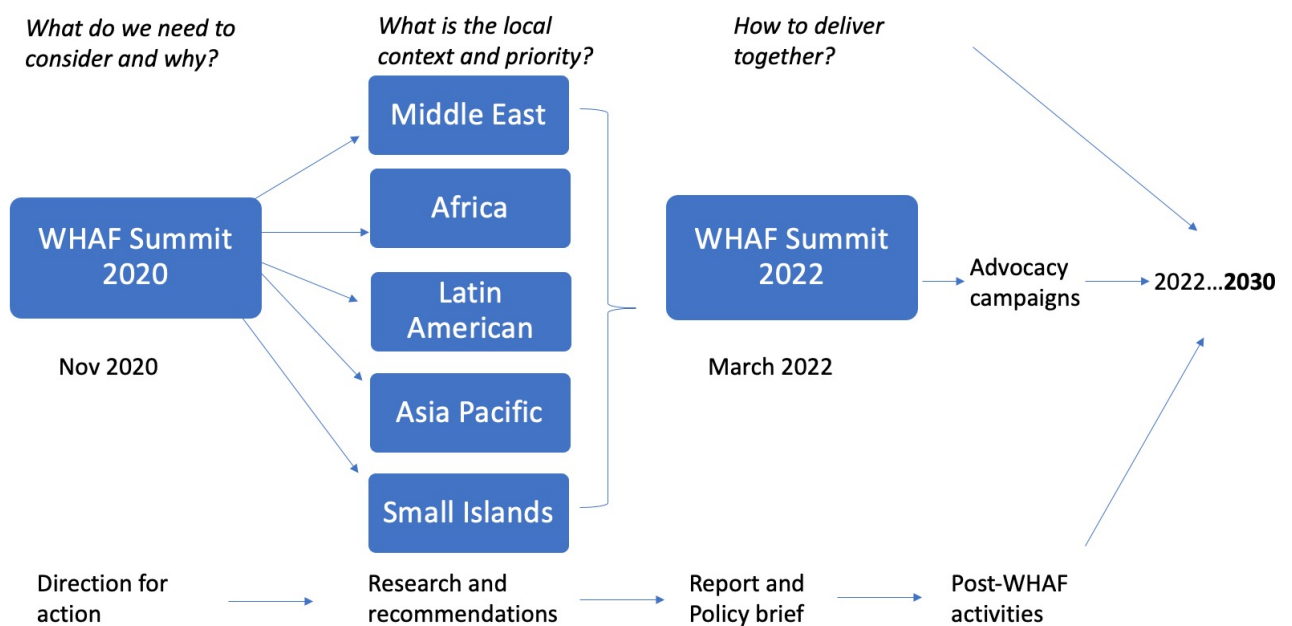 What do we need to
consider and why?
What is the local
context and priority?
How to deliver
together?
Middle East
Africa
Latin
American
Asia Pacific
Small Islands
WHAF Summit
2020
Nov 2020
WHAF Summit
2022
March 2022
Advocacy
campaigns
2022...2030
Direction for
action
Research and
recommendations
Report and
Policy brief
Post-WHAF
activities